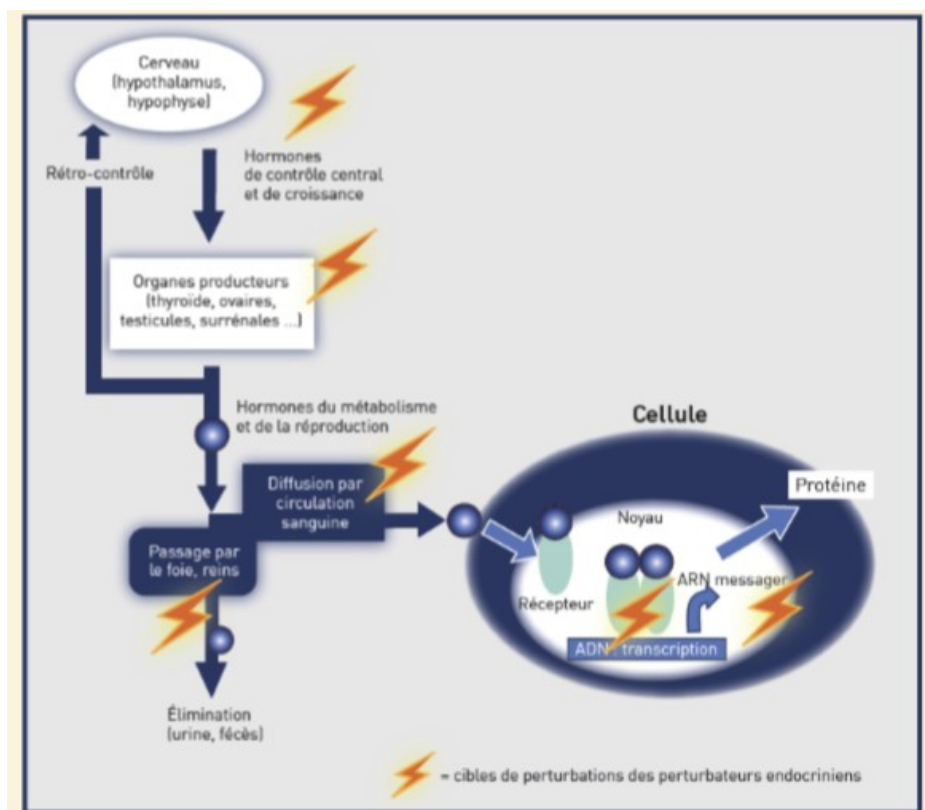 Cerveau
(hypothalamus,
hypophyse)
Rétro-contrôle
Hormones
de contrôle central
et de croissance
Organes producteurs
(thyroïde, ovaires,
testicules, surrénales ...)
Hormones du métabolisme
et de la réproduction
Diffusion par
circulation
sanguine
Passage par
le foie, reins
Élimination
(urine, fécès)
Cellule
Protéine
Noyau
ARN messager
Récepteur
ADN : transcription
= cibles de perturbations des perturbateurs endocriniens